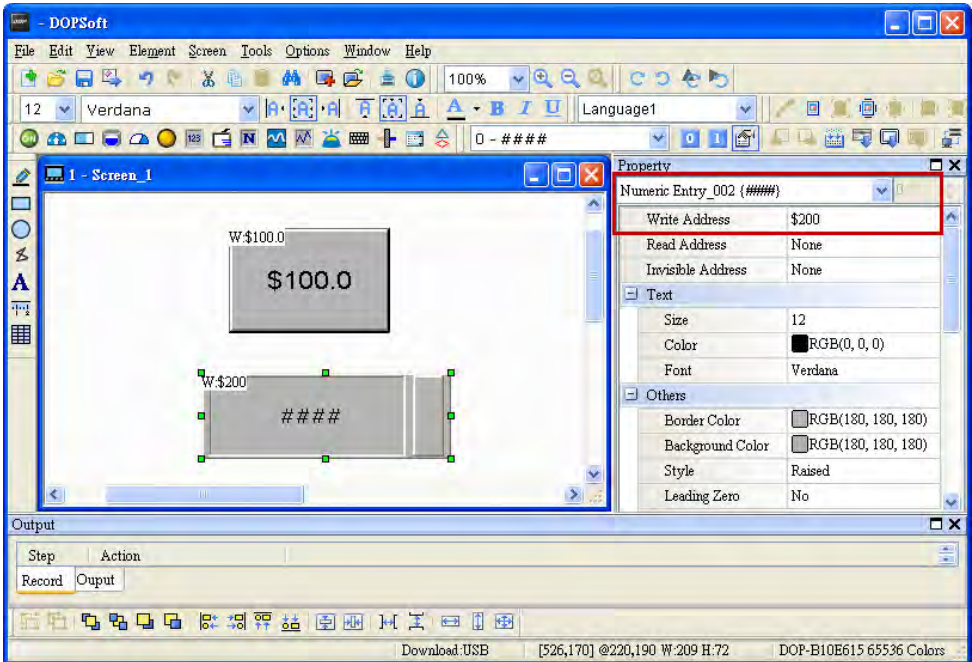 - DOPSoft
File Edit View Element Screen Tools Options Window Help
100%
12 Verdana A A A A A A A B I U Language1
123 N 0 - #### 0 1
1 - Screen_1
W:$100.0
$100.0
W:$200
####
A
Property
Numeric Entry_002 {####}
Write Address $200
Read Address None
Invisible Address None
Text
Size 12
Color RGB(0, 0, 0)
Font Verdana
Others
Border Color RGB(180, 180, 180)
Background Color RGB(180, 180, 180)
Style Raised
Leading Zero No
Output
Step Action
Record Ouput
Download:USB [526,170] @220,190 W:209 H:72 DOP-B10E615 65536 Colors